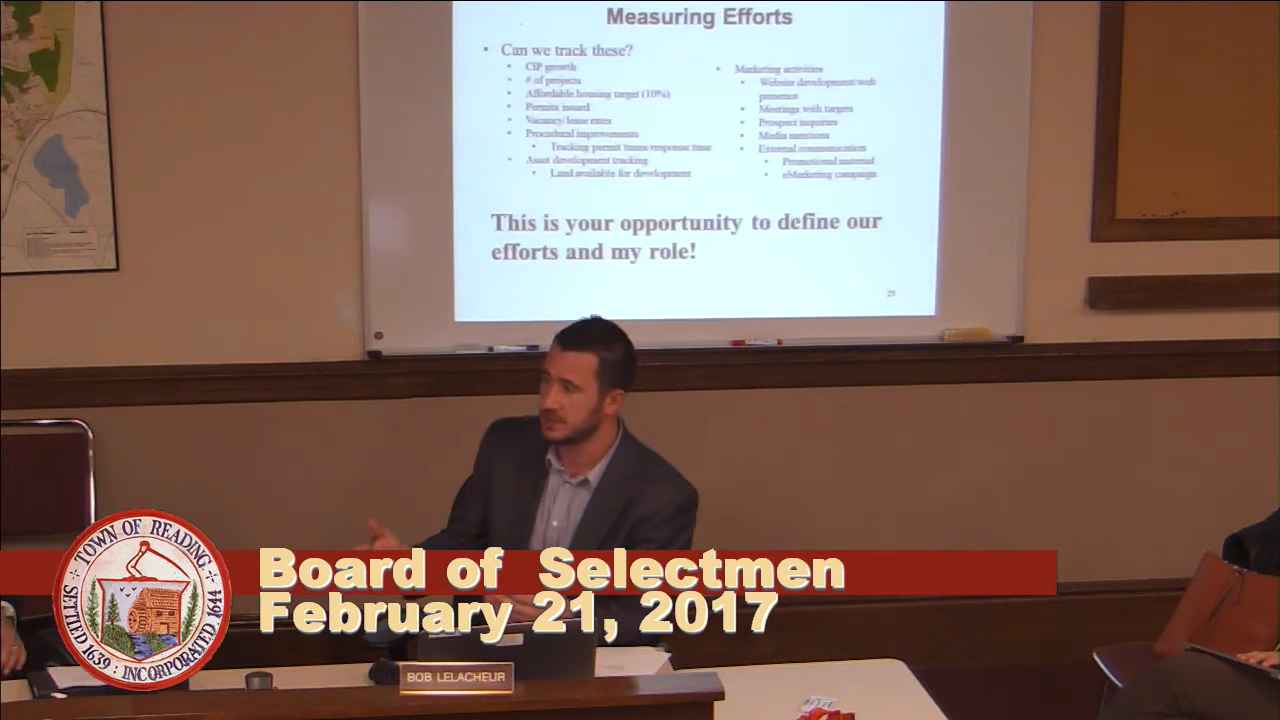 Measuring Efforts
• Can we track these?
• CIP growth
• # of projects
• Affordable housing target (10%)
• Permits issued
• Vacancy/lease rates
• Procedural improvements
• Tracking permit times/response time
• Asset development tracking
• Land available for development
• Marketing activities
• Website development/web
presence
• Meetings with targets
• Prospect inquiries
• Media mentions
• External communication
• Promotional material
• eMarketing campaign
This is your opportunity to define our
efforts and my role!
TOWN OF READING
SETTLED 1639 : INCORPORATED 1644
Board of Selectmen
February 21, 2017
BOB LELACHEUR